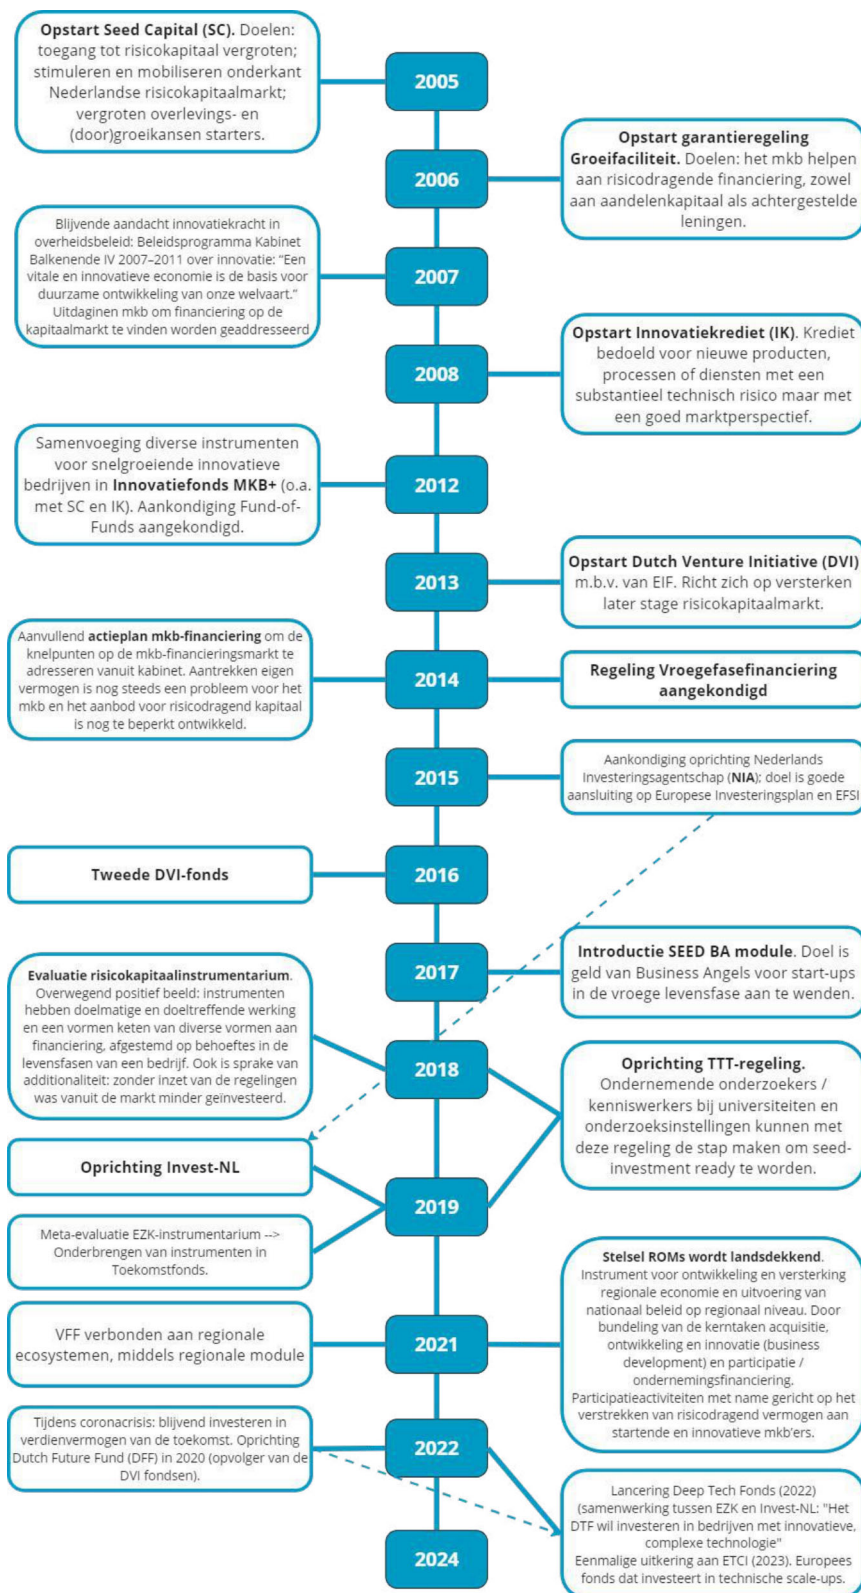 Opstart Seed Capital (SC). Doelen:
toegang tot risicokapitaal vergroten;
stimuleren en mobiliseren onderkant
Nederlandse risicokapitaalmarkt;
vergroten overlevings- en
(door)groeikansen starters.
2005
Opstart garantieregeling
Groeifaciliteit. Doelen: het mkb helpen
aan risicodragende financiering, zowel
aan aandelenkapitaal als achtergestelde
leningen.
2006
Blijvende aandacht innovatiekracht in
overheidsbeleid: Beleidsprogramma Kabinet
Balkenende IV 2007–2011 over innovatie: “Een
vitale en innovatieve economie is de basis voor
duurzame ontwikkeling van onze welvaart.”
Uitdaginen mkb om financiering op de
kapitaalmarkt te vinden worden geaddresseerd
2007
Opstart Innovatiekrediet (IK). Krediet
bedoeld voor nieuwe producten,
processen of diensten met een
substantieel technisch risico maar met
een goed marktperspectief.
2008
Samenvoeging diverse instrumenten
voor snelgroeiende innovatieve
bedrijven in Innovatiefonds MKB+ (o.a.
met SC en IK). Aankondiging Fund-of-
Funds aangekondigd.
2012
2013
Opstart Dutch Venture Initiative (DVI)
m.b.v. van EIF. Richt zich op versterken
later stage risicokapitaalmarkt.
Aanvullend actieplan mkb-financiering om de
knelpunten op de mkb-financieringsmarkt te
adresseren vanuit kabinet. Aantrekken eigen
vermogen is nog steeds een probleem voor het
mkb en het aanbod voor risicodragend kapitaal
is nog te beperkt ontwikkeld.
2014
Regeling Vroegefasefinanciering
aangekondigd
2015
Aankondiging oprichting Nederlands
Investeringsagentschap (NIA); doel is goede
aansluiting op Europese Investeringsplan en EFSI
Tweede DVI-fonds
2016
2017
Introductie SEED BA module. Doel is
geld van Business Angels voor start-ups
in de vroege levensfase aan te wenden.
Evaluatie risicokapitaalinstrumentarium.
Overwegend positief beeld: instrumenten
hebben doelmatige en doeltreffende werking
en een vormen keten van diverse vormen aan
financiering, afgestemd op behoeftes in de
levensfasen van een bedrijf. Ook is sprake van
additionaliteit: zonder inzet van de regelingen
was vanuit de markt minder geïnvesteerd.
2018
Oprichting TTT-regeling.
Ondernemende onderzoekers /
kenniswerkers bij universiteiten en
onderzoeksinstellingen kunnen met
deze regeling de stap maken om seed-
investment ready te worden.
Oprichting Invest-NL
2019
Meta-evaluatie EZK-instrumentarium -->
Onderbrengen van instrumenten in
Toekomstfonds.
Stelsel ROMs wordt landsdekkend.
Instrument voor ontwikkeling en versterking
regionale economie en uitvoering van
nationaal beleid op regionaal niveau. Door
bundeling van de kerntaken acquisitie,
ontwikkeling en innovatie (business
development) en participatie /
ondernemingsfinanciering.
Participatieactiviteiten met name gericht op het
verstrekken van risicodragend vermogen aan
startende en innovatieve mkb'ers.
VFF verbonden aan regionale
ecosystemen, middels regionale module
2021
Tijdens coronacrisis: blijvend investeren in
verdienvermogen van de toekomst. Oprichting
Dutch Future Fund (DFF) in 2020 (opvolger van de
DVI fondsen).
2022
Lancering Deep Tech Fonds (2022)
(samenwerking tussen EZK en Invest-NL: "Het
DTF wil investeren in bedrijven met innovatieve,
complexe technologie"
Eenmalige uitkering aan ETCI (2023). Europees
fonds dat investeert in technische scale-ups.
2024